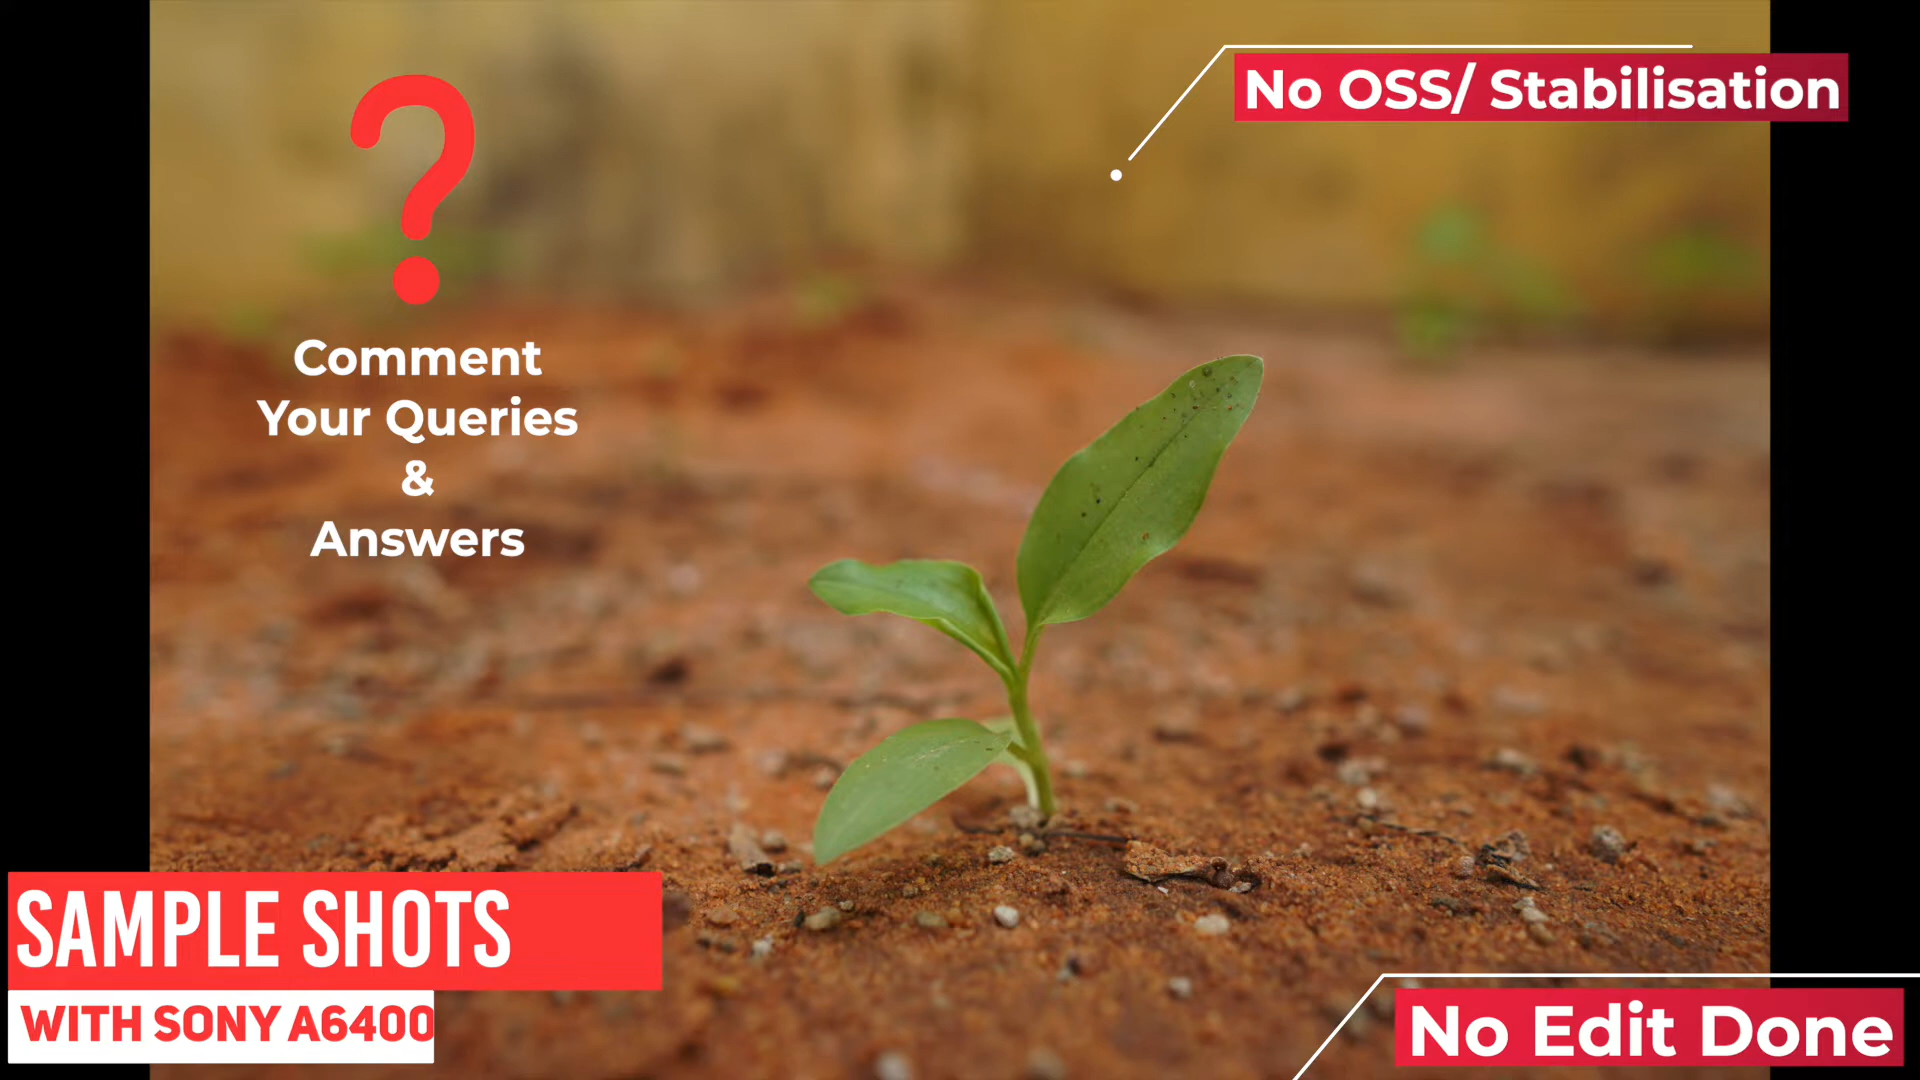 No OSS/ Stabilisation
?
Comment
Your Queries
&
Answers
SAMPLE SHOTS
WITH SONY A6400
No Edit Done